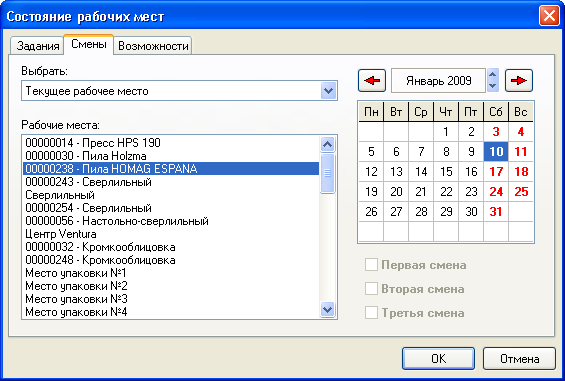 Состояние рабочих мест
Задания Смены Возможности
Выбрать:
Текущее рабочее место
Рабочие места:
00000014 - Пресс HPS 190
00000030 - Пила Holzma
00000238 - Пила HOMAG ESPANA
00000243 - Сверлильный
Сверлильный
00000254 - Сверлильный
00000056 - Настольно-сверлильный
Центр Ventura
00000032 - Кромкооблицовка
00000248 - Кромкооблицовка
Место упаковки №1
Место упаковки №2
Место упаковки №3
Место упаковки №4
Январь 2009
Пн Вт Ср Чт Пт Сб Вс
1 2 3 4
5 6 7 8 9 10 11
12 13 14 15 16 17 18
19 20 21 22 23 24 25
26 27 28 29 30 31
Первая смена
Вторая смена
Третья смена
OK Отмена